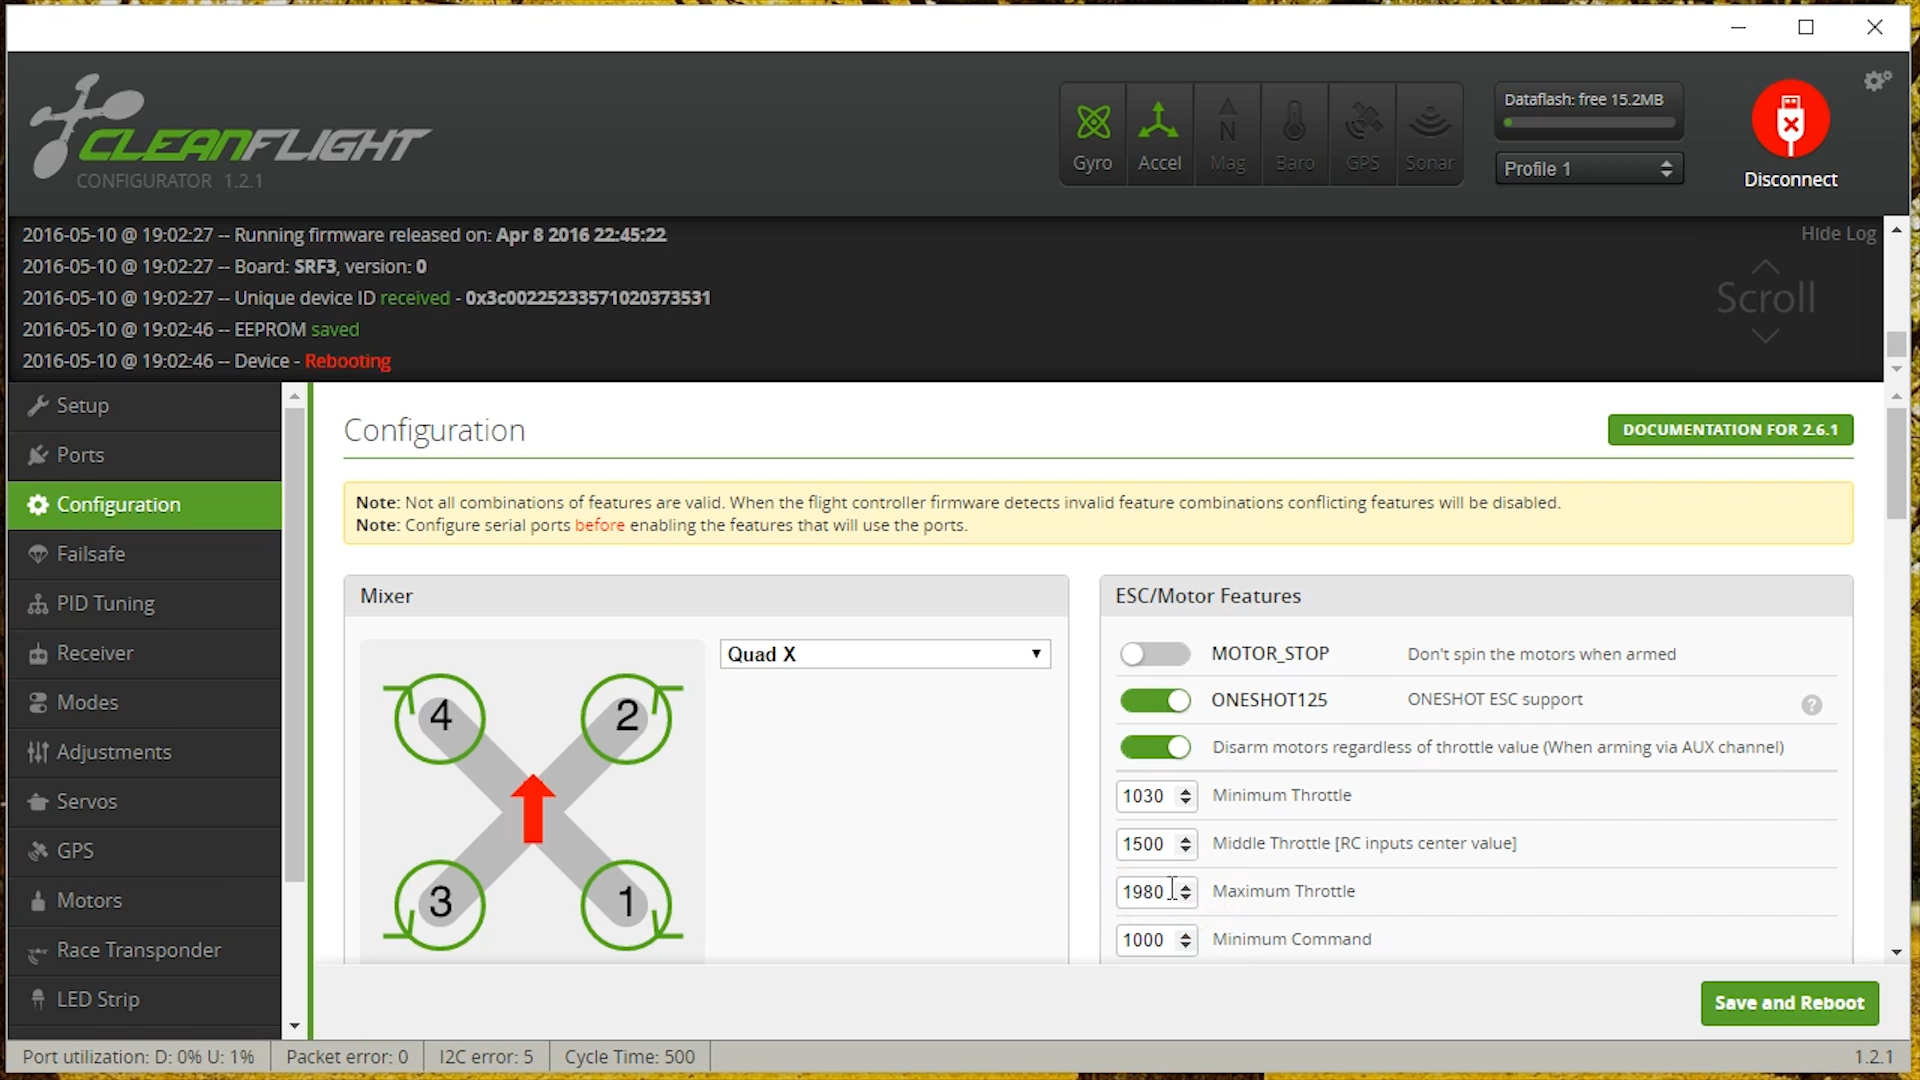 CLEANFLIGHT
CONFIGURATOR 1.2.1
Gyro
Accel
Mag
Baro
GPS
Sonar
Dataflash: free 15.2MB
Profile 1
Disconnect
2016-05-10 @ 19:02:27 -- Running firmware released on: Apr 8 2016 22:45:22
2016-05-10 @ 19:02:27 -- Board: SRF3, version: 0
2016-05-10 @ 19:02:27 -- Unique device ID received - 0x3c00225233571020373531
2016-05-10 @ 19:02:46 -- EEPROM saved
2016-05-10 @ 19:02:46 -- Device - Rebooting
Hide Log
Scroll
Setup
Ports
Configuration
Failsafe
PID Tuning
Receiver
Modes
Adjustments
Servos
GPS
Motors
Race Transponder
LED Strip
Configuration
DOCUMENTATION FOR 2.6.1
Note: Not all combinations of features are valid. When the flight controller firmware detects invalid feature combinations conflicting features will be disabled.
Note: Configure serial ports before enabling the features that will use the ports.
Mixer
Quad X
4
2
3
1
ESC/Motor Features
MOTOR_STOP Don't spin the motors when armed
ONESHOT125 ONESHOT ESC support
?
Disarm motors regardless of throttle value (When arming via AUX channel)
1030 Minimum Throttle
1500 Middle Throttle [RC inputs center value]
1980 Maximum Throttle
1000 Minimum Command
Save and Reboot
Port utilization: D: 0% U: 1%
Packet error: 0
I2C error: 5
Cycle Time: 500
1.2.1